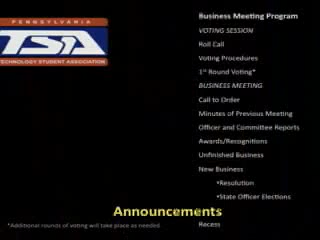 PENNSYLVANIA
TSA
TECHNOLOGY STUDENT ASSOCIATION
Business Meeting Program
VOTING SESSION
Roll Call
Voting Procedures
1st Round Voting*
BUSINESS MEETING
Call to Order
Minutes of Previous Meeting
Officer and Committee Reports
Awards/Recognitions
Unfinished Business
New Business
•Resolution
•State Officer Elections
Announcements
Recess
*Additional rounds of voting will take place as needed